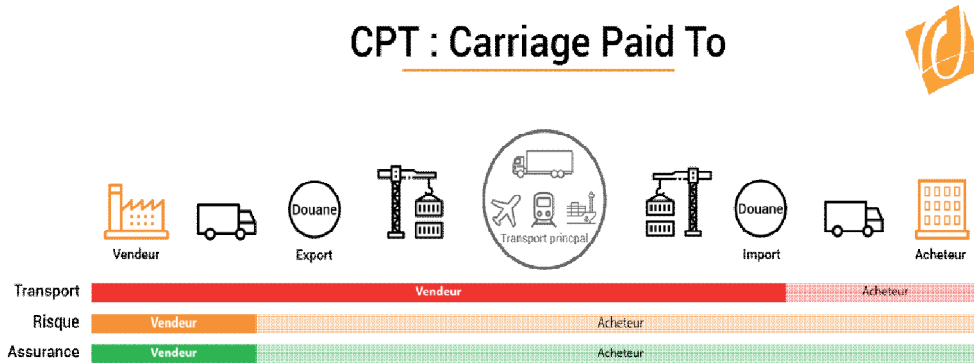 CPT : Carriage Paid To
Douane
Douane
Transport princpal
Vendeur
Export
Import
Acheteur
Transport
Vendeur
Acheteur
Risque
Vendeur
Acheteur
Assurance
Vendeur
Acheteur